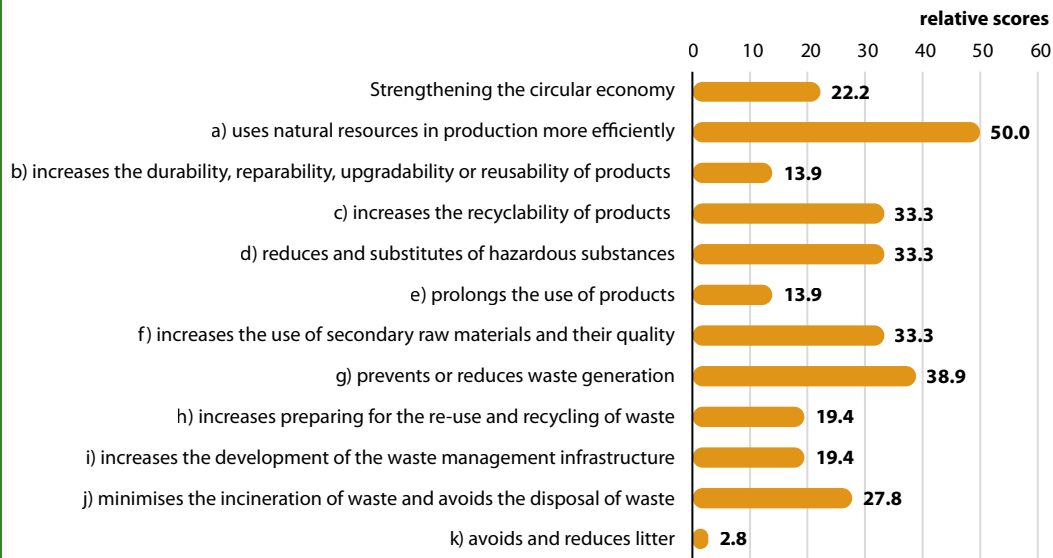 relative scores
0 10 20 30 40 50 60
Strengthening the circular economy 22.2
a) uses natural resources in production more efficiently 50.0
b) increases the durability, reparability, upgradability or reusability of products 13.9
c) increases the recyclability of products 33.3
d) reduces and substitutes of hazardous substances 33.3
e) prolongs the use of products 13.9
f) increases the use of secondary raw materials and their quality 33.3
g) prevents or reduces waste generation 38.9
h) increases preparing for the re-use and recycling of waste 19.4
i) increases the development of the waste management infrastructure 19.4
j) minimises the incineration of waste and avoids the disposal of waste 27.8
k) avoids and reduces litter 2.8